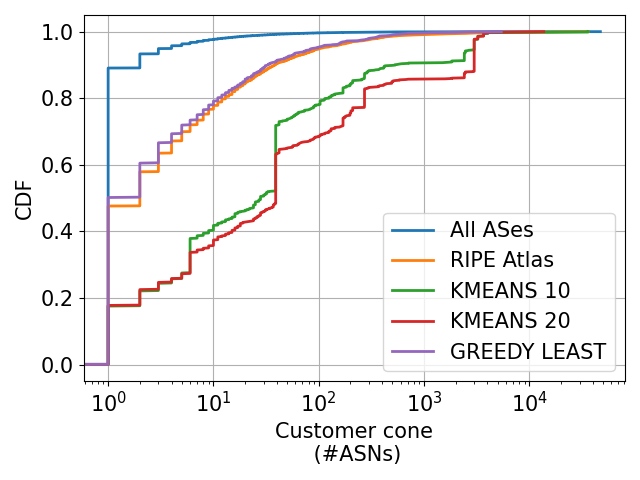 1.0
0.8
0.6
0.4
0.2
0.0
CDF
All ASes
RIPE Atlas
KMEANS 10
KMEANS 20
GREEDY LEAST
10⁰ 10¹ 10² 10³ 10⁴
Customer cone
(#ASNs)